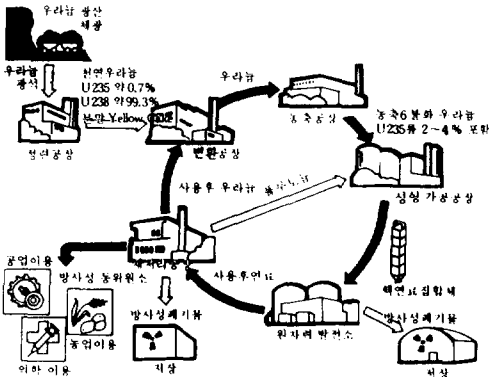 우라늄 광산
채광
우라늄
광석
천연우라늄
U235 약 0.7%
U238 약 99.3%
분말 Yellow
정련공장
변환공장
우라늄
농축공장
농축6불화 우라늄
U235를 2~4% 포함
성형 가공공장
사용후 우라늄
핵연료집합체
사용후연료
원자력 발전소
방사성폐기물
저장
방사성폐기물
저장
방사성 동위원소
공업이용
농업이용
의학 이용